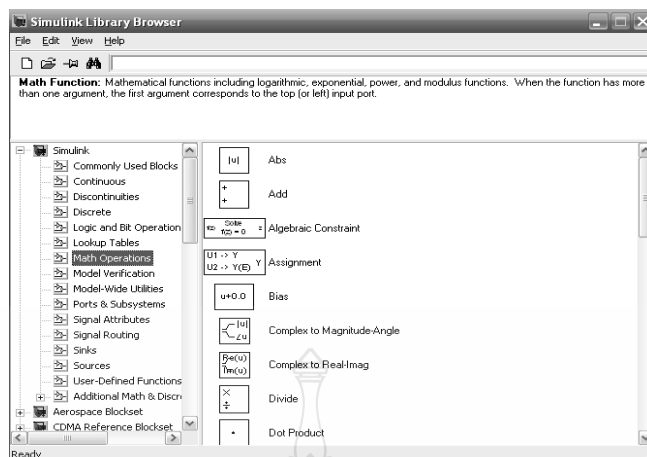 Simulink Library Browser
File Edit View Help
Math Function: Mathematical functions including logarithmic, exponential, power, and modulus functions. When the function has more
than one argument, the first argument corresponds to the top (or left) input port.
Simulink
Commonly Used Blocks
Continuous
Discontinuities
Discrete
Logic and Bit Operation
Lookup Tables
Math Operations
Model Verification
Model-Wide Utilities
Ports & Subsystems
Signal Attributes
Signal Routing
Sinks
Sources
User-Defined Functions
Additional Math & Discre
Aerospace Blockset
CDMA Reference Blockset
|u| Abs
+
+ Add
f(z) Solve
f(z) = 0 z Algebraic Constraint
U1 -> Y
U2 -> Y(E) Y Assignment
u+0.0 Bias
|u|
∠u Complex to Magnitude-Angle
Re(u)
Im(u) Complex to Real-Imag
×
÷ Divide
Dot Product
Ready